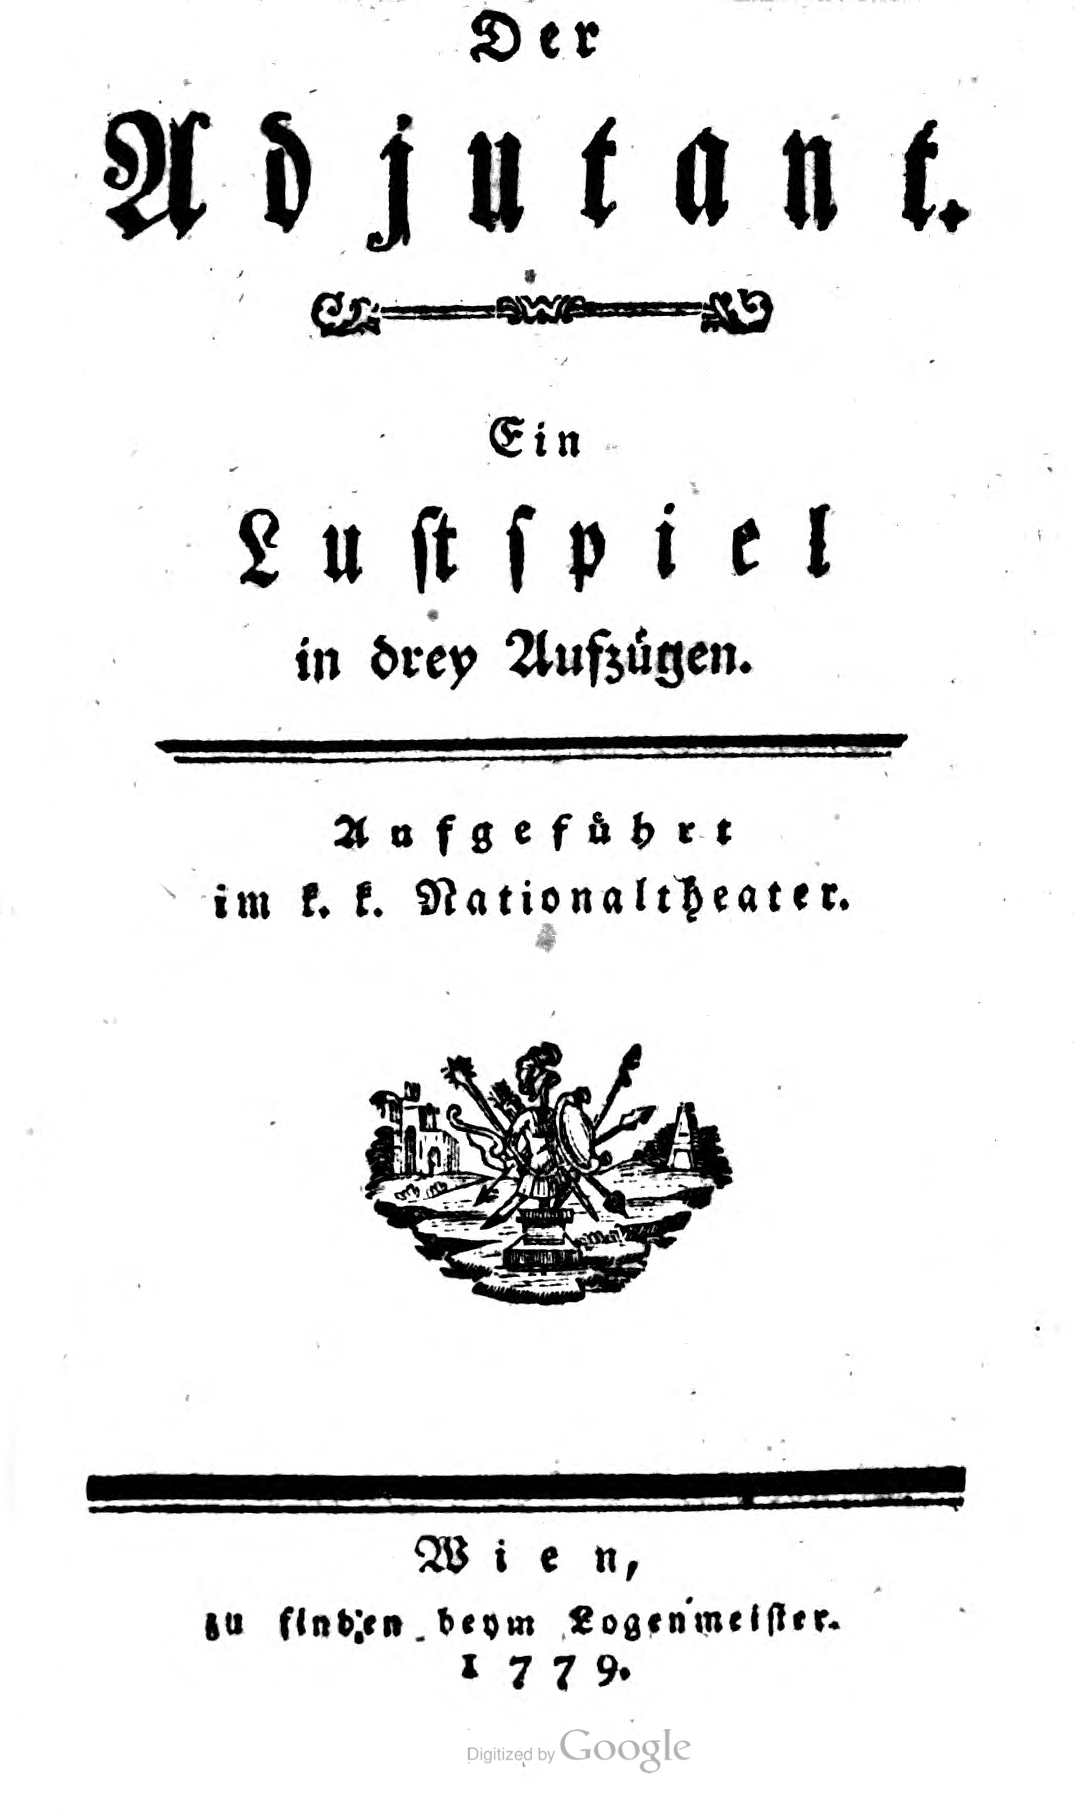 Der
Adjutant.
Ein
Lustspiel
in drey Aufzügen.
Aufgeführt
im k. k. Nationaltheater.
Wien,
zu finden beym Logenmeister.
1779.
Digitized by Google